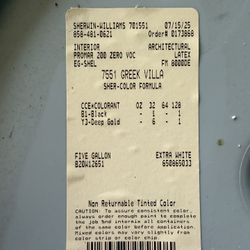 SHERWIN-WILLIAMS 701551 07/15/25
858-481-0621 Order# 0173868
INTERIOR ARCHITECTURAL
PROMAR 200 ZERO VOC LATEX
EG-SHEL FM 8000DE
7551 GREEK VILLA
SHER-COLOR FORMULA
CCE*COLORANT OZ 32 64 128
B1-Black - 1 - 1
Y3-Deep Gold - 6 - 1
FIVE GALLON EXTRA WHITE
B20W12651 650065033
Non Returnable Tinted Color
CAUTION: To assure consistent color,
always order enough paint to complete
the job and intermix all containers
of the same color before application.
Mixed colors may vary slightly from
color strip or color chip.